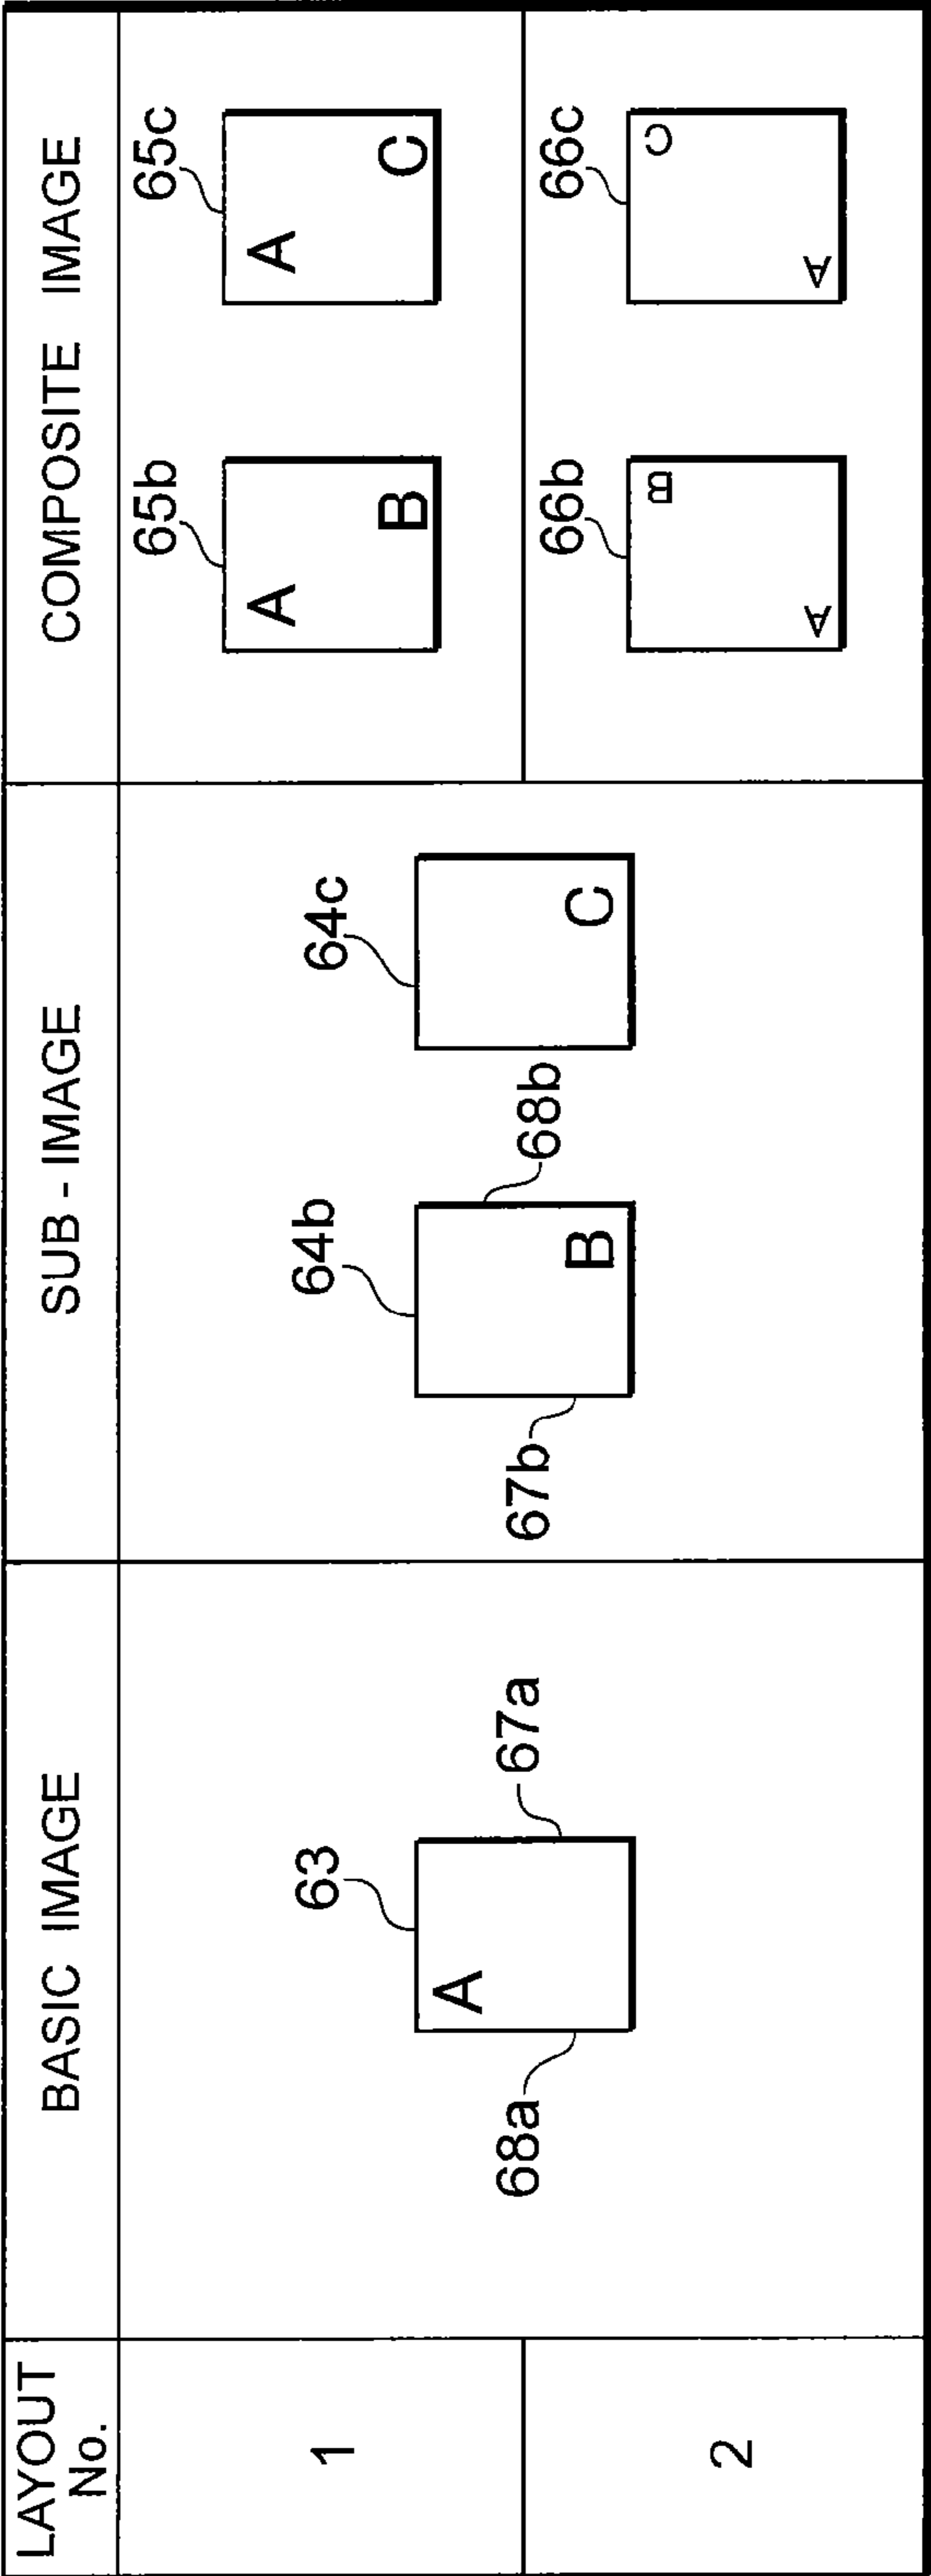 LAYOUT
No.
BASIC IMAGE
SUB - IMAGE
COMPOSITE IMAGE
1
63
A
68a
67a
64b
B
67b
68b
64c
C
65b
A
B
65c
A
C
2
66b
B
A
66c
C
A